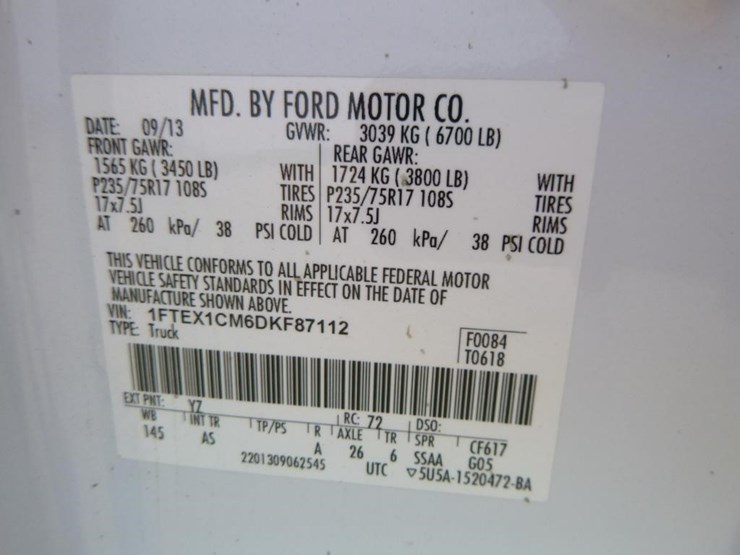 MFD. BY FORD MOTOR CO.
DATE: 09/13 GVWR: 3039 KG ( 6700 LB)
FRONT GAWR: REAR GAWR:
1565 KG ( 3450 LB) WITH 1724 KG ( 3800 LB) WITH
P235/75R17 108S TIRES P235/75R17 108S TIRES
17x7.5J RIMS 17x7.5J RIMS
AT 260 kPa/ 38 PSI COLD AT 260 kPa/ 38 PSI COLD
THIS VEHICLE CONFORMS TO ALL APPLICABLE FEDERAL MOTOR
VEHICLE SAFETY STANDARDS IN EFFECT ON THE DATE OF
MANUFACTURE SHOWN ABOVE.
VIN: 1FTEX1CM6DKF87112 F0084
TYPE: Truck T0618
EXT PNT: YZ RC: 72 DSO:
WB INT TR TP/PS R AXLE TR SPR CF617
145 AS A 26 6 SSAA G05
2201309062545 UTC ▽5U5A-1520472-BA